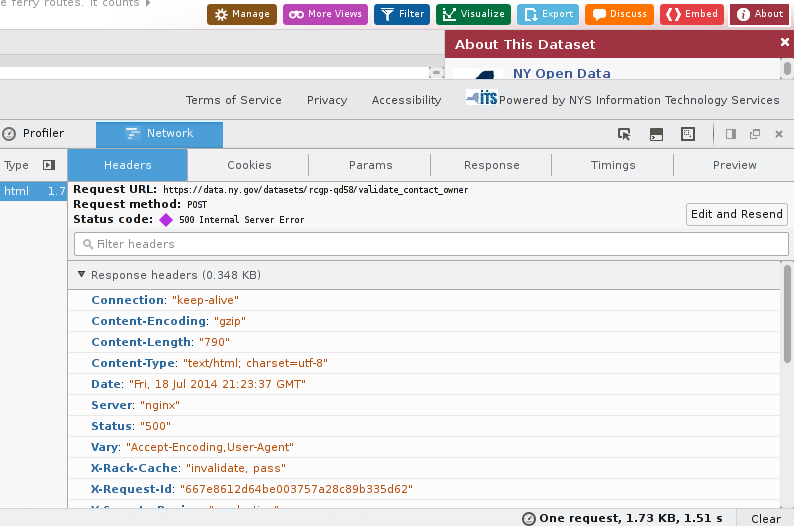 e ferry routes. It counts
Manage
More Views
Filter
Visualize
Export
Discuss
Embed
About
About This Dataset
NY Open Data
Terms of Service
Privacy
Accessibility
its Powered by NYS Information Technology Services
Profiler
Network
Type
Headers
Cookies
Params
Response
Timings
Preview
html 1.7
Request URL: https://data.ny.gov/datasets/rcgp-qd58/validate_contact_owner
Request method: POST
Status code: 500 Internal Server Error
Edit and Resend
Filter headers
Response headers (0.348 KB)
Connection: "keep-alive"
Content-Encoding: "gzip"
Content-Length: "790"
Content-Type: "text/html; charset=utf-8"
Date: "Fri, 18 Jul 2014 21:23:37 GMT"
Server: "nginx"
Status: "500"
Vary: "Accept-Encoding,User-Agent"
X-Rack-Cache: "invalidate, pass"
X-Request-Id: "667e8612d64be003757a28c89b335d62"
One request, 1.73 KB, 1.51 s
Clear